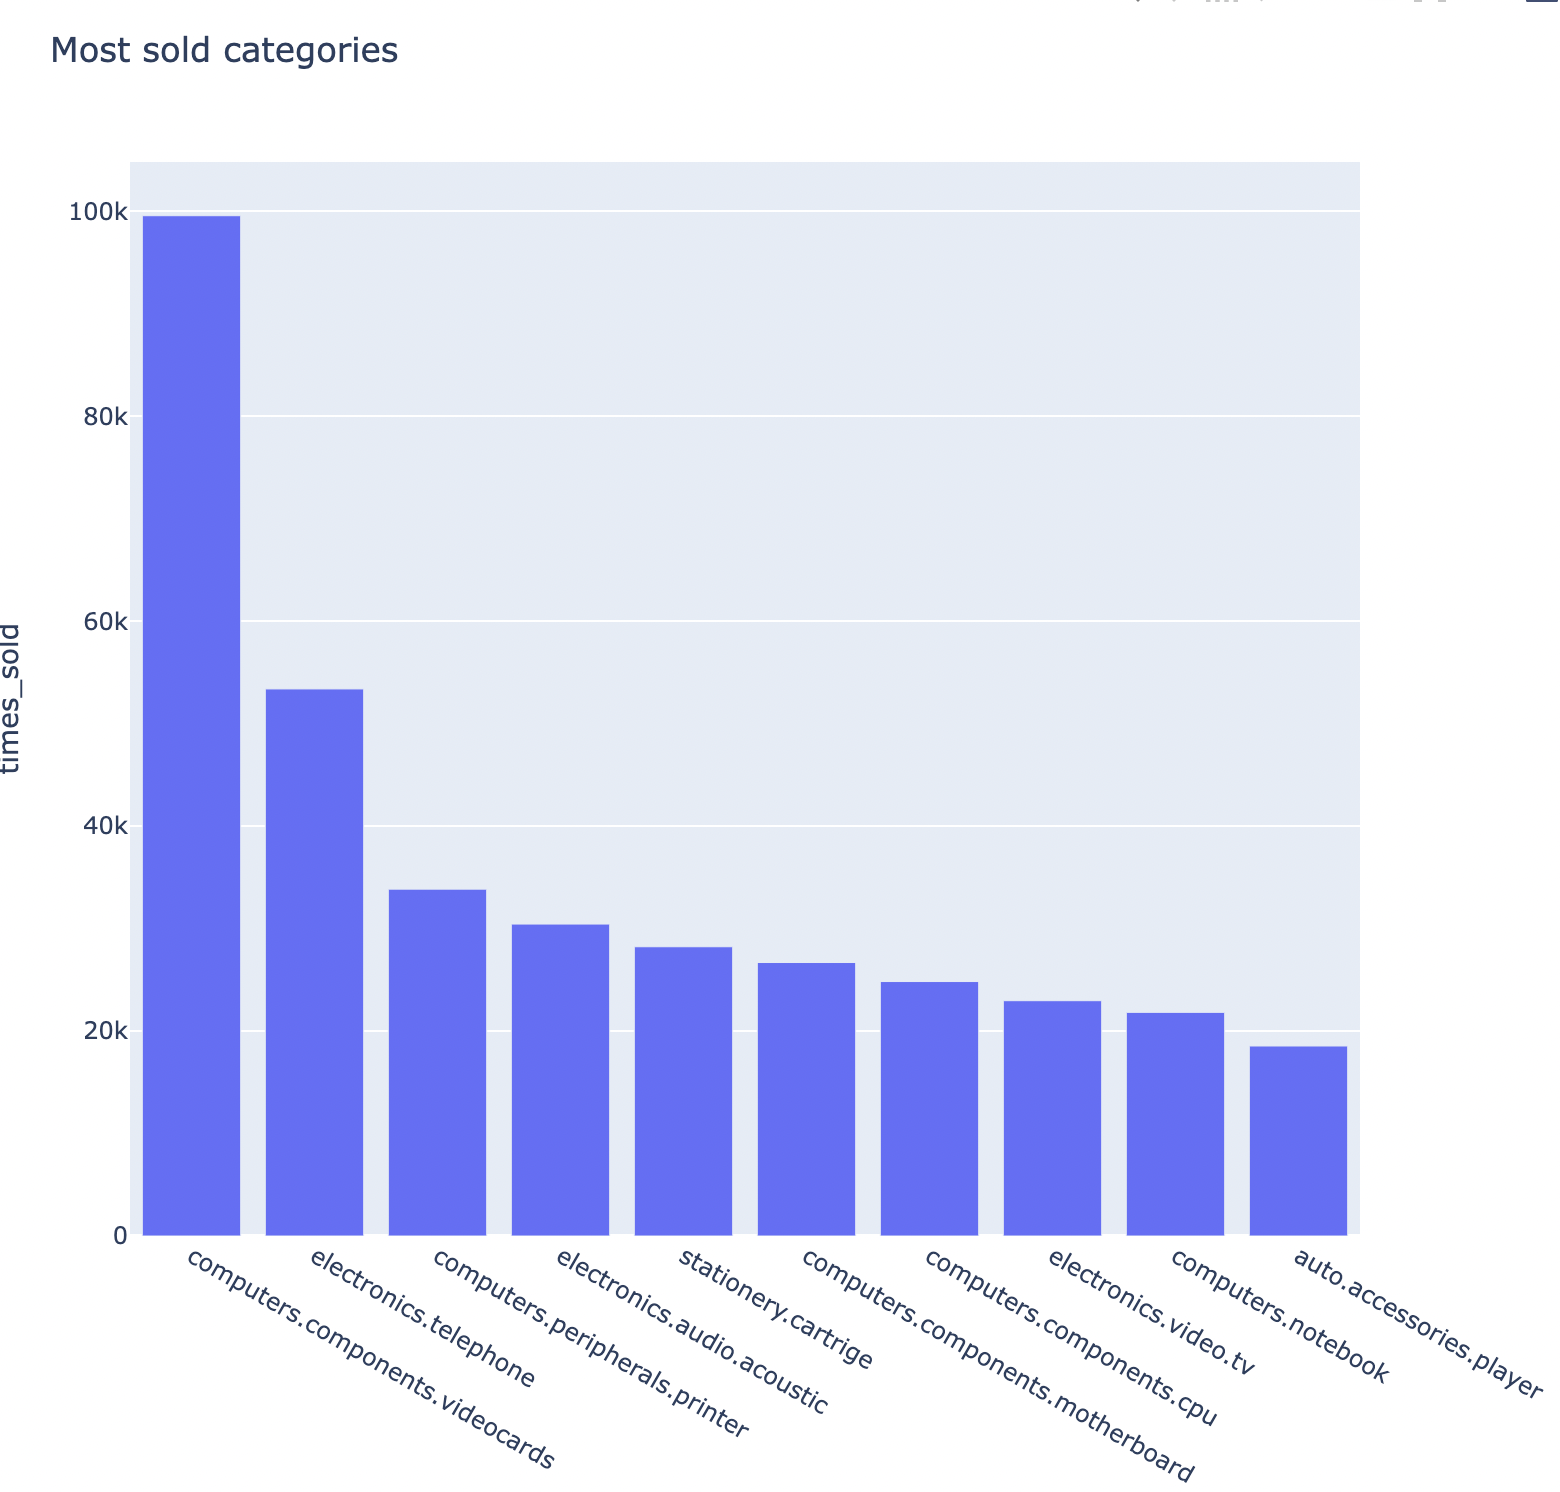 Most sold categories
times_sold
100k
80k
60k
40k
20k
0
computers.components.videocards
electronics.telephone
computers.peripherals.printer
electronics.audio.acoustic
stationery.cartrige
computers.components.motherboard
computers.components.cpu
electronics.video.tv
computers.notebook
auto.accessories.player